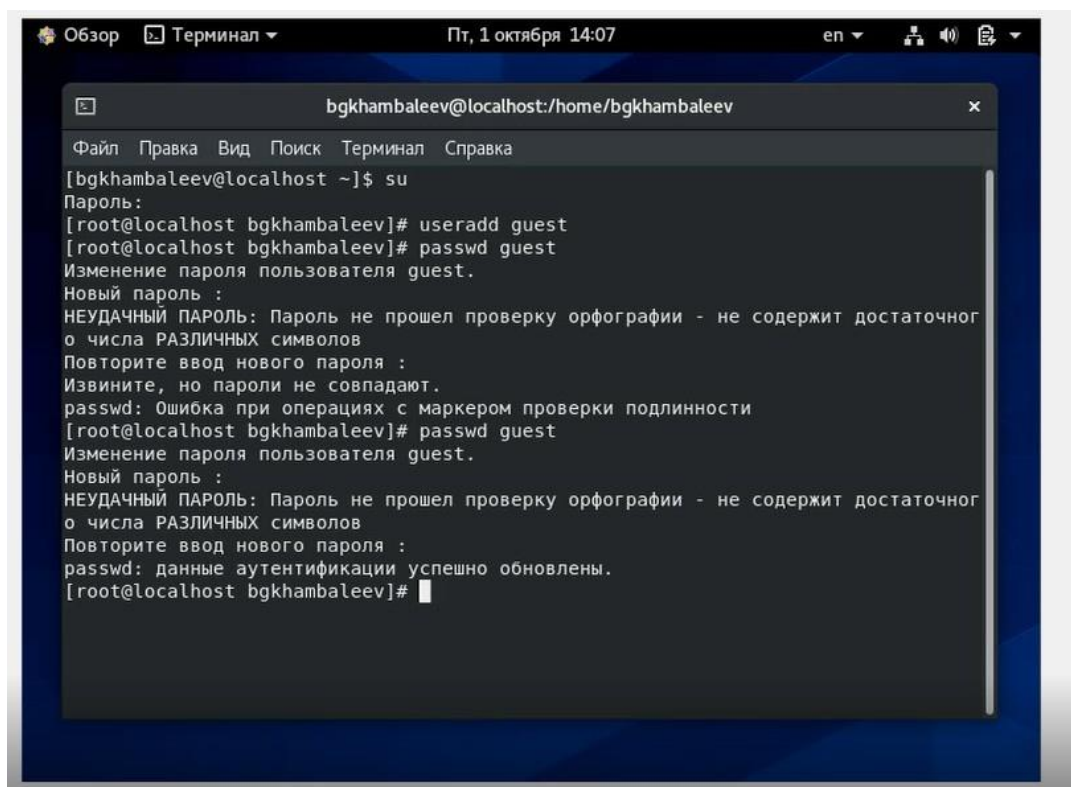 Обзор Терминал Пт, 1 октября 14:07 en
bgkhambaleev@localhost:/home/bgkhambaleev
Файл Правка Вид Поиск Терминал Справка
[bgkhambaleev@localhost ~]$ su
Пароль:
[root@localhost bgkhambaleev]# useradd guest
[root@localhost bgkhambaleev]# passwd guest
Изменение пароля пользователя guest.
Новый пароль :
НЕУДАЧНЫЙ ПАРОЛЬ: Пароль не прошел проверку орфографии - не содержит достаточног
о числа РАЗЛИЧНЫХ символов
Повторите ввод нового пароля :
Извините, но пароли не совпадают.
passwd: Ошибка при операциях с маркером проверки подлинности
[root@localhost bgkhambaleev]# passwd guest
Изменение пароля пользователя guest.
Новый пароль :
НЕУДАЧНЫЙ ПАРОЛЬ: Пароль не прошел проверку орфографии - не содержит достаточног
о числа РАЗЛИЧНЫХ символов
Повторите ввод нового пароля :
passwd: данные аутентификации успешно обновлены.
[root@localhost bgkhambaleev]#